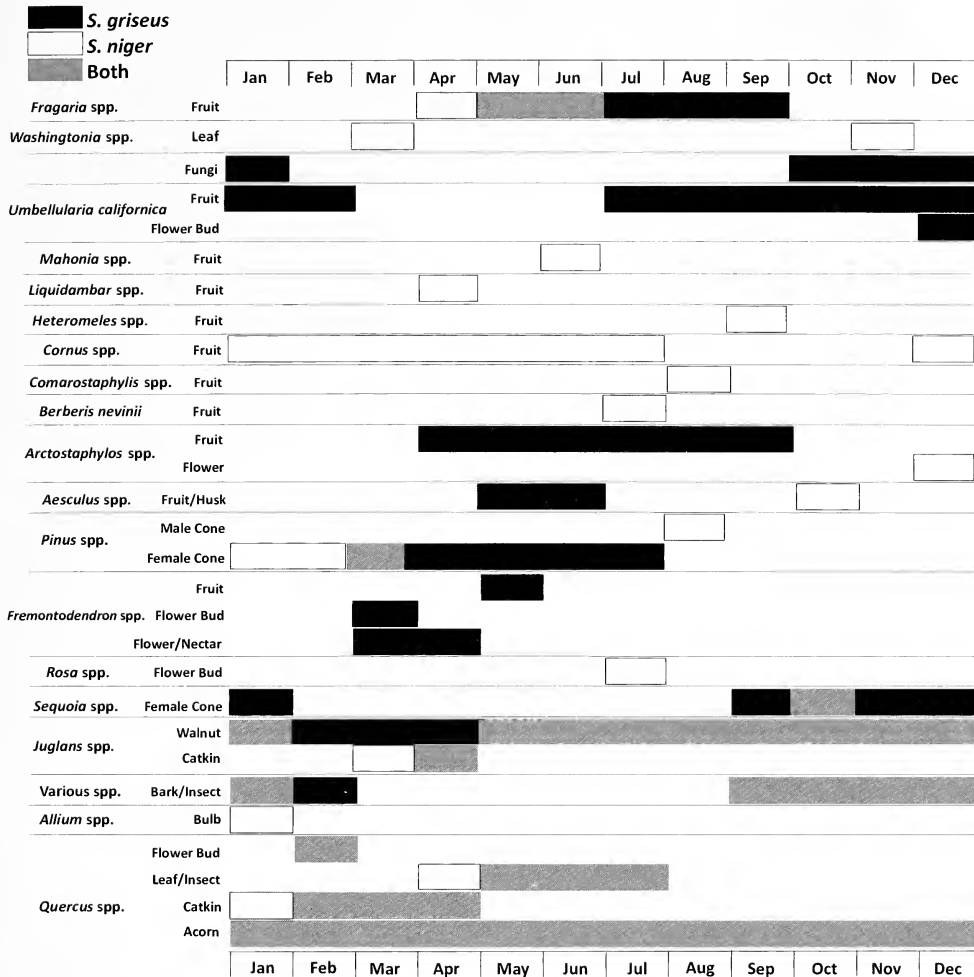 S. griseus
S. niger
Both
Jan Feb Mar Apr May Jun Jul Aug Sep Oct Nov Dec
Fragaria spp. Fruit
Washingtonia spp. Leaf
Fungi
Umbellularia californica Fruit
Flower Bud
Mahonia spp. Fruit
Liquidambar spp. Fruit
Heteromeles spp. Fruit
Cornus spp. Fruit
Comarostaphylis spp. Fruit
Berberis nevinii Fruit
Arctostaphylos spp. Fruit
Flower
Aesculus spp. Fruit/Husk
Pinus spp. Male Cone
Female Cone
Fruit
Fremontodendron spp. Flower Bud
Flower/Nectar
Rosa spp. Flower Bud
Sequoia spp. Female Cone
Juglans spp. Walnut
Catkin
Various spp. Bark/Insect
Allium spp. Bulb
Flower Bud
Leaf/Insect
Quercus spp. Catkin
Acorn
Jan Feb Mar Apr May Jun Jul Aug Sep Oct Nov Dec